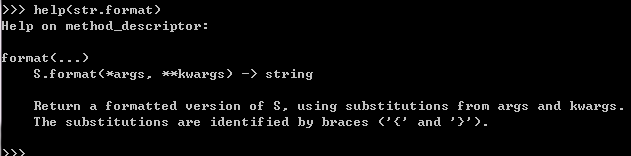 >>> help(str.format)
Help on method_descriptor:

format(...)
    S.format(*args, **kwargs) -> string

    Return a formatted version of S, using substitutions from args and kwargs.
    The substitutions are identified by braces ('{' and '}').

>>>